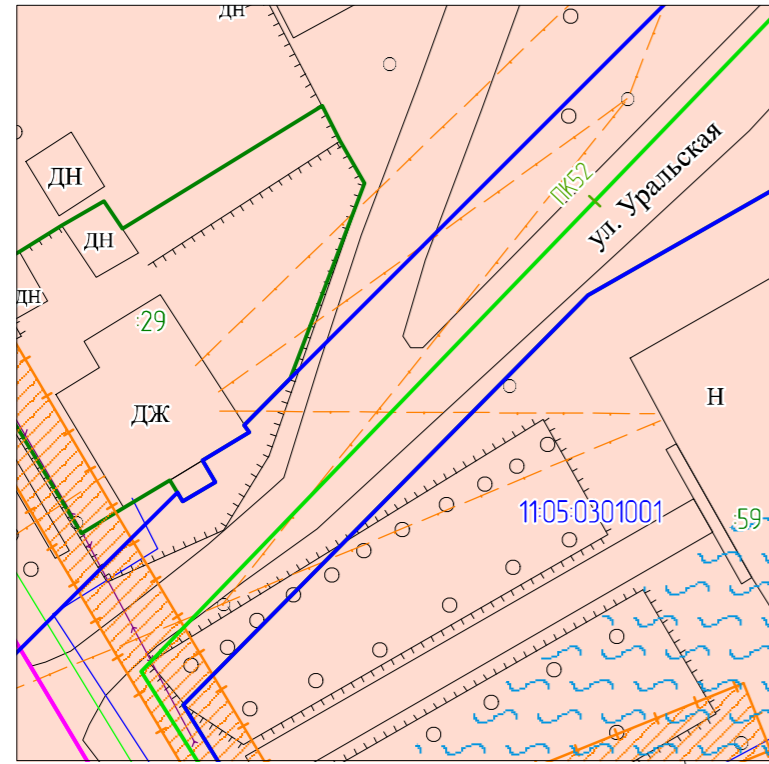 дн
ДН
ДН
дн
:29
ДЖ
ПК52
ул. Уральская
Н
11:05:0301001
:59